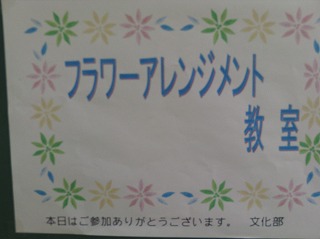 フラワーアレンジメント
教室
本日はご参加ありがとうございます。 文化部